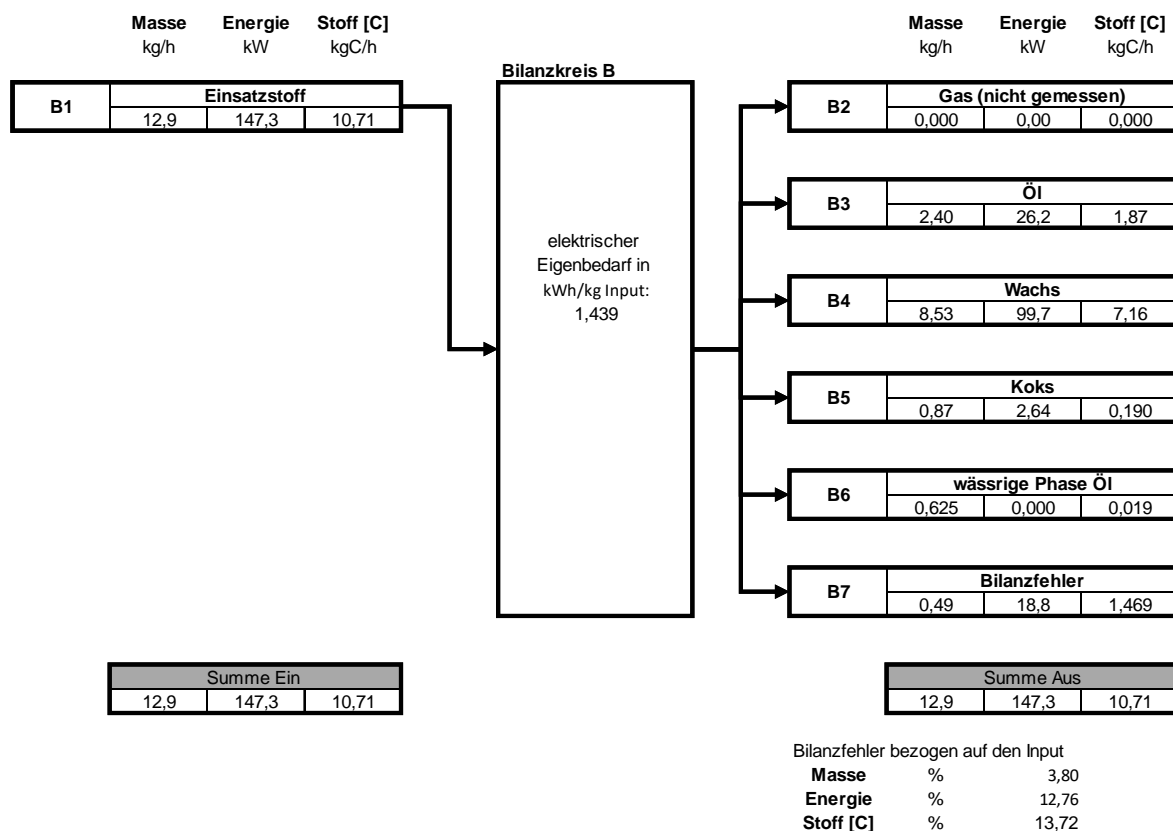 Masse Energie Stoff [C] Masse Energie Stoff [C]
kg/h kW kgC/h kg/h kW kgC/h
Bilanzkreis B
B1 Einsatzstoff
12,9 147,3 10,71
B2 Gas (nicht gemessen)
0,000 0,00 0,000
B3 Öl
2,40 26,2 1,87
elektrischer
Eigenbedarf in
kWh/kg Input:
1,439
B4 Wachs
8,53 99,7 7,16
B5 Koks
0,87 2,64 0,190
B6 wässrige Phase Öl
0,625 0,000 0,019
B7 Bilanzfehler
0,49 18,8 1,469
Summe Ein
12,9 147,3 10,71
Summe Aus
12,9 147,3 10,71
Bilanzfehler bezogen auf den Input
Masse % 3,80
Energie % 12,76
Stoff [C] % 13,72